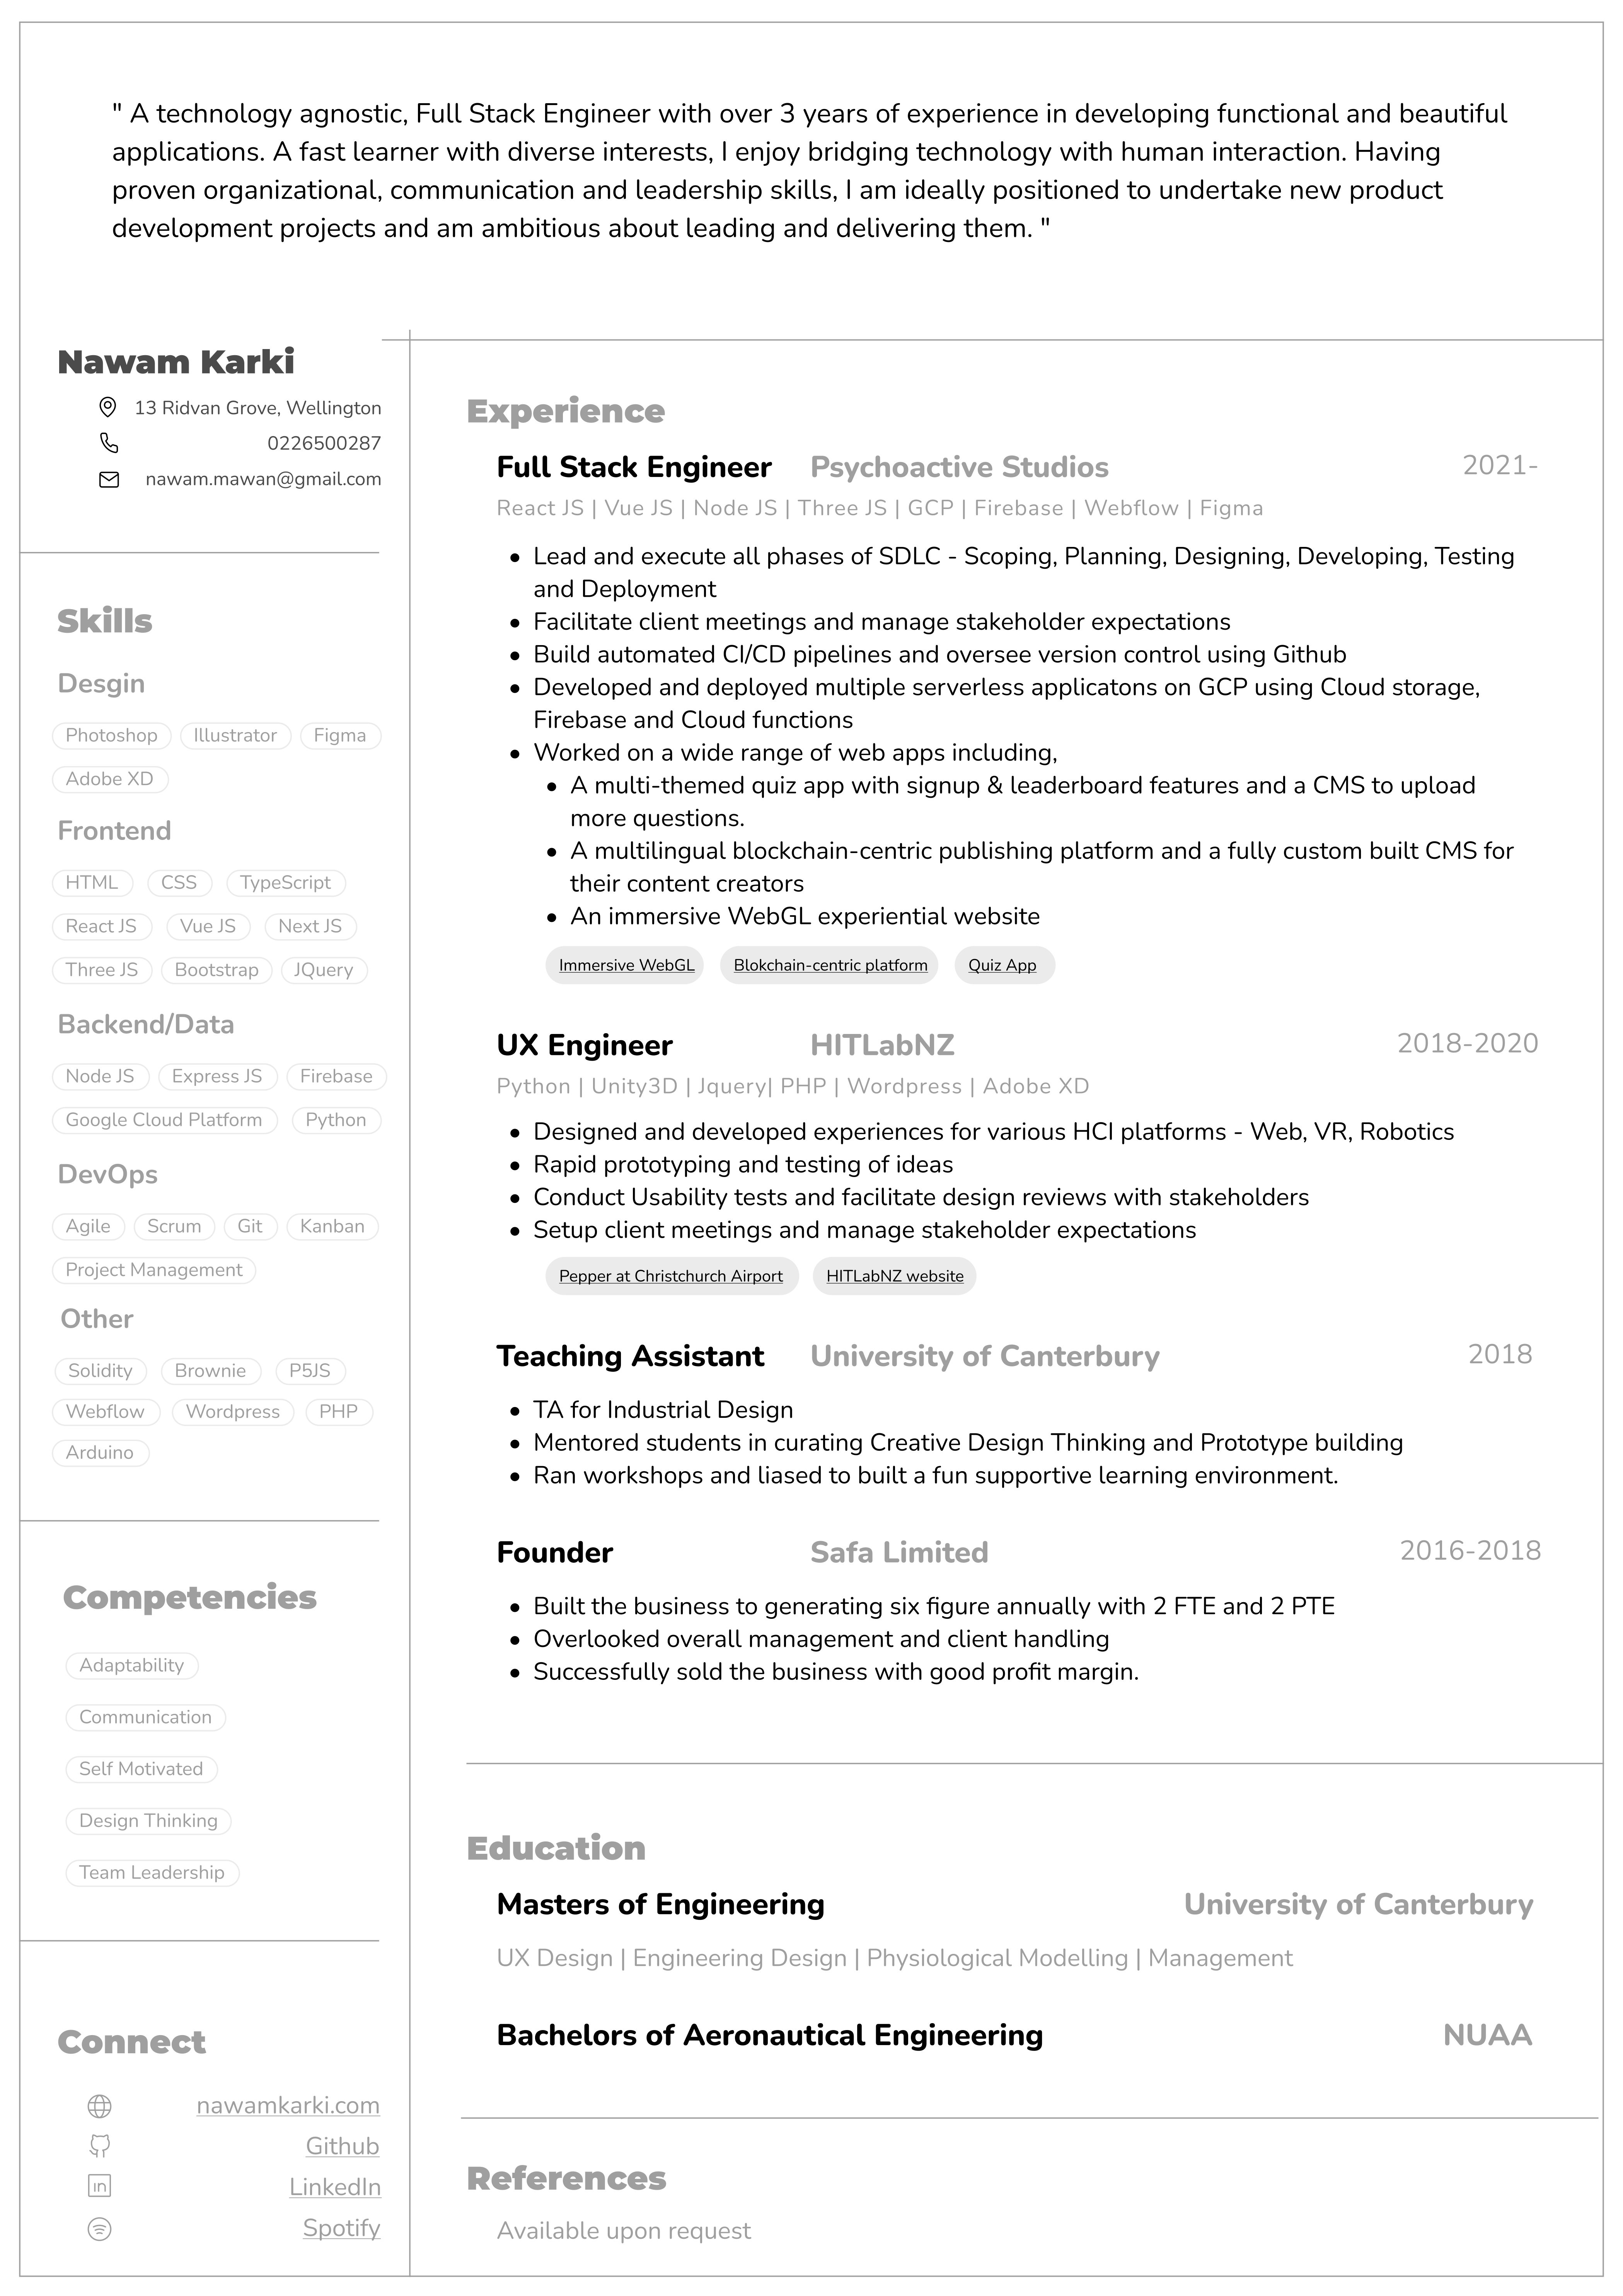 " A technology agnostic, Full Stack Engineer with over 3 years of experience in developing functional and beautiful
applications. A fast learner with diverse interests, I enjoy bridging technology with human interaction. Having
proven organizational, communication and leadership skills, I am ideally positioned to undertake new product
development projects and am ambitious about leading and delivering them. "
Nawam Karki
13 Ridvan Grove, Wellington
0226500287
nawam.mawan@gmail.com
Skills
Desgin
Photoshop Illustrator Figma
Adobe XD
Frontend
HTML CSS TypeScript
React JS Vue JS Next JS
Three JS Bootstrap JQuery
Backend/Data
Node JS Express JS Firebase
Google Cloud Platform Python
DevOps
Agile Scrum Git Kanban
Project Management
Other
Solidity Brownie P5JS
Webflow Wordpress PHP
Arduino
Competencies
Adaptability
Communication
Self Motivated
Design Thinking
Team Leadership
Connect
nawamkarki.com
Github
LinkedIn
Spotify
Experience
Full Stack Engineer Psychoactive Studios 2021-
React JS | Vue JS | Node JS | Three JS | GCP | Firebase | Webflow | Figma
• Lead and execute all phases of SDLC - Scoping, Planning, Designing, Developing, Testing
and Deployment
• Facilitate client meetings and manage stakeholder expectations
• Build automated CI/CD pipelines and oversee version control using Github
• Developed and deployed multiple serverless applicatons on GCP using Cloud storage,
Firebase and Cloud functions
• Worked on a wide range of web apps including,
• A multi-themed quiz app with signup & leaderboard features and a CMS to upload
more questions.
• A multilingual blockchain-centric publishing platform and a fully custom built CMS for
their content creators
• An immersive WebGL experiential website
Immersive WebGL Blokchain-centric platform Quiz App
UX Engineer HITLabNZ 2018-2020
Python | Unity3D | Jquery| PHP | Wordpress | Adobe XD
• Designed and developed experiences for various HCI platforms - Web, VR, Robotics
• Rapid prototyping and testing of ideas
• Conduct Usability tests and facilitate design reviews with stakeholders
• Setup client meetings and manage stakeholder expectations
Pepper at Christchurch Airport HITLabNZ website
Teaching Assistant University of Canterbury 2018
• TA for Industrial Design
• Mentored students in curating Creative Design Thinking and Prototype building
• Ran workshops and liased to built a fun supportive learning environment.
Founder Safa Limited 2016-2018
• Built the business to generating six figure annually with 2 FTE and 2 PTE
• Overlooked overall management and client handling
• Successfully sold the business with good profit margin.
Education
Masters of Engineering University of Canterbury
UX Design | Engineering Design | Physiological Modelling | Management
Bachelors of Aeronautical Engineering NUAA
References
Available upon request